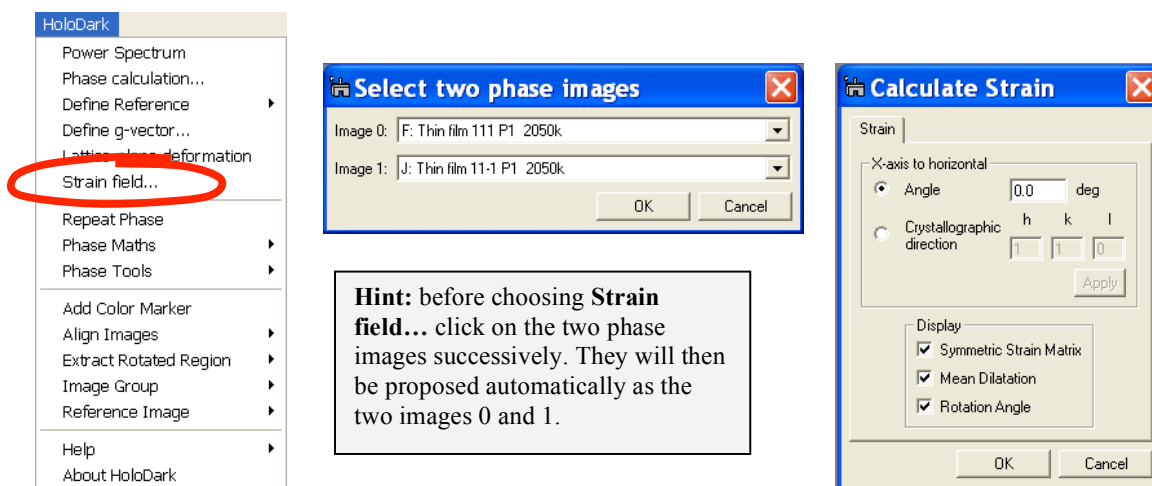 HoloDark
Power Spectrum
Phase calculation...
Define Reference
Define g-vector...
Lattice plane deformation
Strain field...
Repeat Phase
Phase Maths
Phase Tools
Add Color Marker
Align Images
Extract Rotated Region
Image Group
Reference Image
Help
About HoloDark
Select two phase images
Image 0: F: Thin film 111 P1 2050k
Image 1: J: Thin film 11-1 P1 2050k
OK Cancel
Hint: before choosing Strain
field… click on the two phase
images successively. They will then
be proposed automatically as the
two images 0 and 1.
Calculate Strain
Strain
X-axis to horizontal
Angle 0.0 deg
h k l
Crystallographic
direction 1 1 0
Apply
Display
Symmetric Strain Matrix
Mean Dilatation
Rotation Angle
OK Cancel